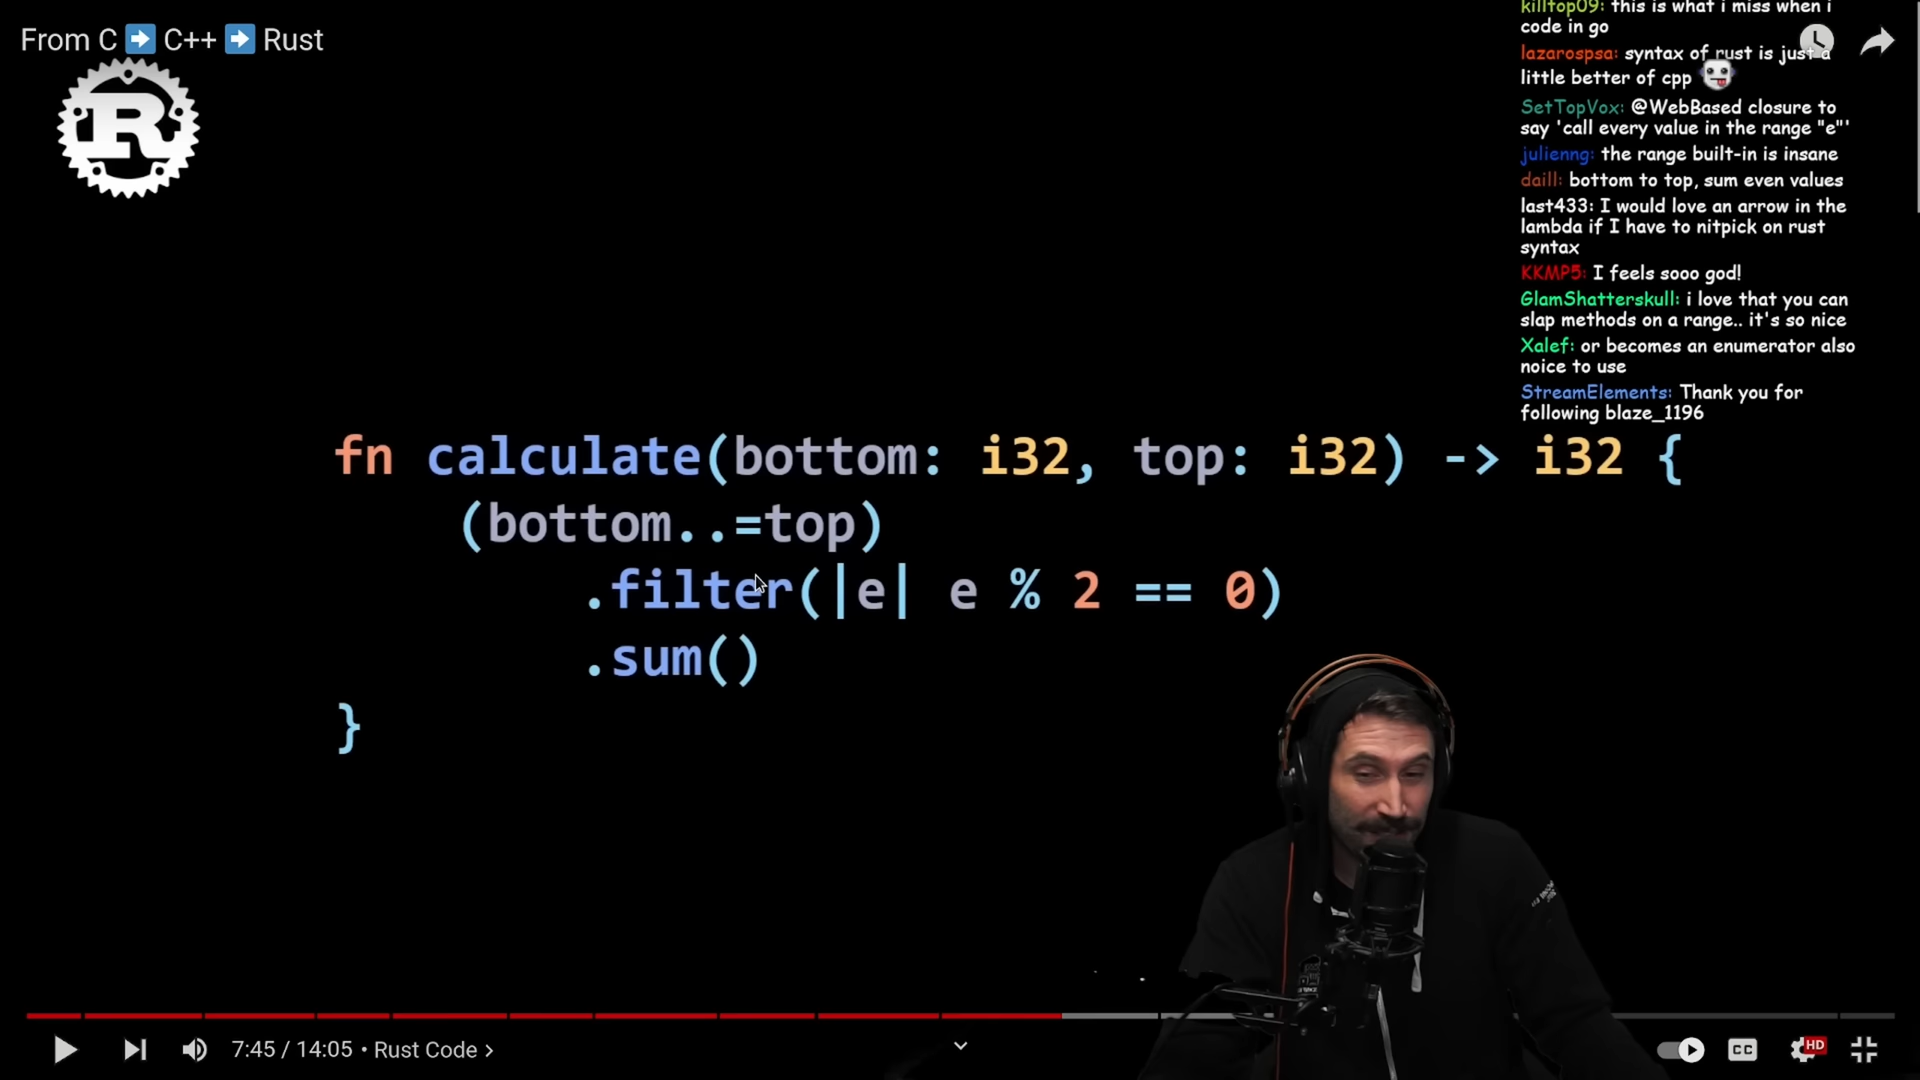 From C ➡ C++ ➡ Rust
R
killtop09: this is what i miss when i
code in go
lazarospsa: syntax of rust is just a
little better of cpp
SetTopVox: @WebBased closure to
say 'call every value in the range "e"'
julienng: the range built-in is insane
daill: bottom to top, sum even values
last433: I would love an arrow in the
lambda if I have to nitpick on rust
syntax
KKMP5: I feels sooo god!
GlamShatterskull: i love that you can
slap methods on a range.. it's so nice
Xalef: or becomes an enumerator also
noice to use
StreamElements: Thank you for
following blaze_1196
fn calculate(bottom: i32, top: i32) -> i32 {
(bottom..=top)
.filter(|e| e % 2 == 0)
.sum()
}
7:45 / 14:05 • Rust Code >
CC
HD